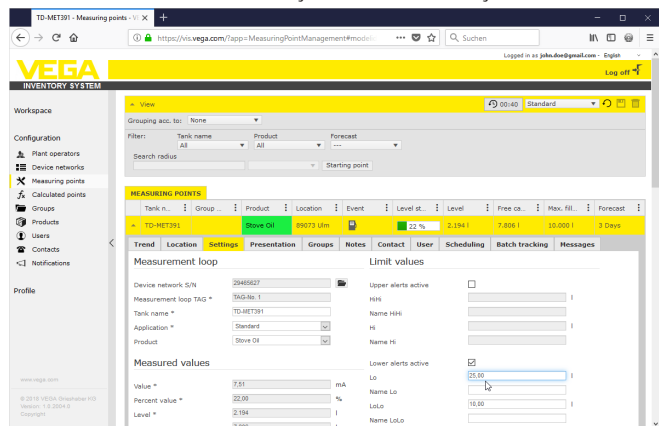 TD-MET391 - Measuring points - VI
https://vis.vega.com/?app=MeasuringPointManagement#model=
Suchen
Logged in as john.doe@gmail.com - English
VEGA
Log off
INVENTORY SYSTEM
Workspace
Configuration
Plant operators
Device networks
Measuring points
Calculated points
Groups
Products
Users
Contacts
Notifications
Profile
www.vega.com
Copyright
View
00:40 Standard
Grouping acc. to: None
Filter: Tank name Product Forecast
All All ---
Search radius
Starting point
MEASURING POINTS
Tank n... Group ... Product Location Event Level st... Level Free ca... Max. fill... Forecast
TD-MET391 Stove Oil 89073 Ulm 22 % 2.194 l 7.806 l 10.000 l 3 Days
Trend Location Settings Presentation Groups Notes Contact User Scheduling Batch tracking Messages
Measurement loop
Device network S/N 29465627
Measurement loop TAG * TAG-No. 1
Tank name * TD-MET391
Application * Standard
Product Stove Oil
Measured values
Value * 7,51 mA
Percent value * 22,00 %
Level * 2.194 l
Limit values
Upper alerts active
HiHi l
Name HiHi
Hi l
Name Hi
Lower alerts active
Lo 25,00 l
Name Lo
LoLo 10,00 l
Name LoLo